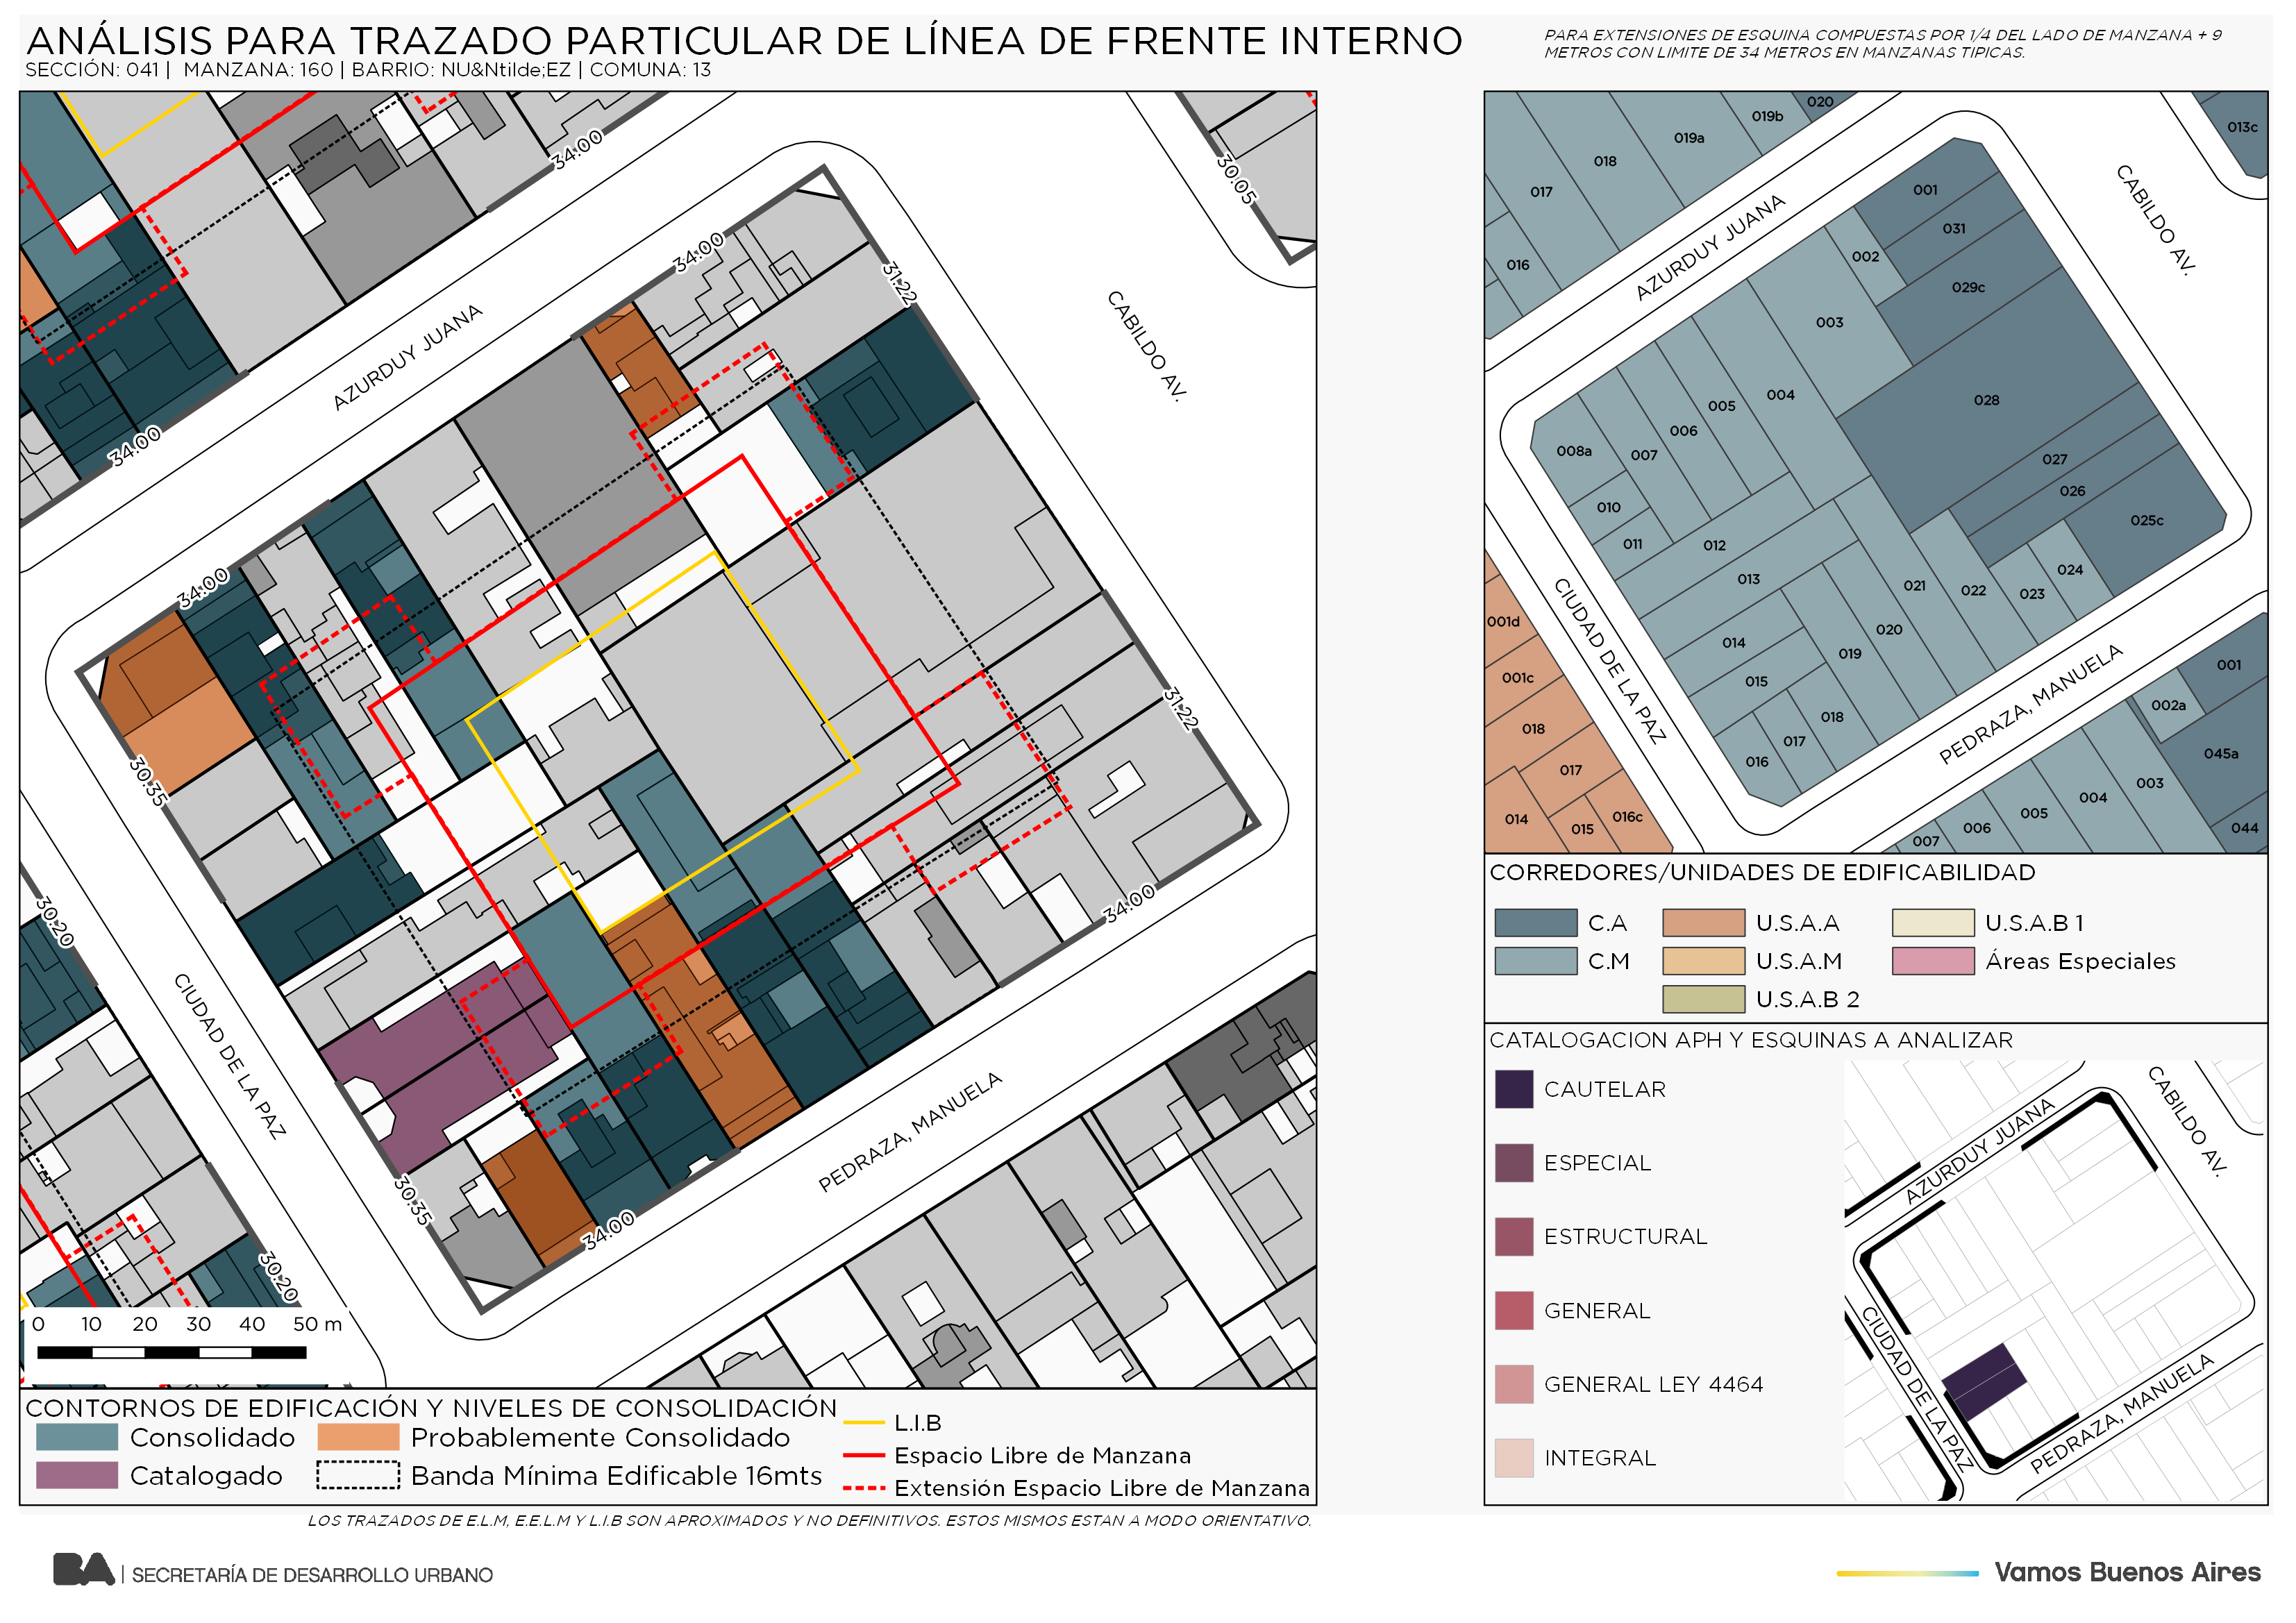 ANÁLISIS PARA TRAZADO PARTICULAR DE LÍNEA DE FRENTE INTERNO
SECCIÓN: 041 | MANZANA: 160 | BARRIO: NU&Ntilde;EZ | COMUNA: 13
PARA EXTENSIONES DE ESQUINA COMPUESTAS POR 1/4 DEL LADO DE MANZANA + 9
METROS CON LIMITE DE 34 METROS EN MANZANAS TIPICAS.
34.00
30.05
34.00
31.22
CABILDO AV.
AZURDUY JUANA
34.00
34.00
30.35
31.22
34.00
30.20
CIUDAD DE LA PAZ
PEDRAZA, MANUELA
30.35
34.00
30.20
0 10 20 30 40 50 m
CONTORNOS DE EDIFICACIÓN Y NIVELES DE CONSOLIDACIÓN
Consolidado
Probablemente Consolidado
Catalogado
Banda Mínima Edificable 16mts
L.I.B
Espacio Libre de Manzana
Extensión Espacio Libre de Manzana
LOS TRAZADOS DE E.L.M, E.E.L.M Y L.I.B SON APROXIMADOS Y NO DEFINITIVOS. ESTOS MISMOS ESTAN A MODO ORIENTATIVO.
020
019b
013c
019a
018
017
016
AZURDUY JUANA
CABILDO AV.
001
031
002
029c
003
028
004
005
006
007
008a
010
011
012
013
027
026
025c
024
023
022
021
020
019
014
015
018
017
016
CIUDAD DE LA PAZ
PEDRAZA, MANUELA
001d
001c
018
017
014
015
016c
001
002a
045a
003
004
005
006
007
044
CORREDORES/UNIDADES DE EDIFICABILIDAD
C.A
U.S.A.A
U.S.A.B 1
C.M
U.S.A.M
Áreas Especiales
U.S.A.B 2
CATALOGACION APH Y ESQUINAS A ANALIZAR
CAUTELAR
ESPECIAL
ESTRUCTURAL
GENERAL
GENERAL LEY 4464
INTEGRAL
AZURDUY JUANA
CABILDO AV.
CIUDAD DE LA PAZ
PEDRAZA, MANUELA
BA | SECRETARÍA DE DESARROLLO URBANO
Vamos Buenos Aires